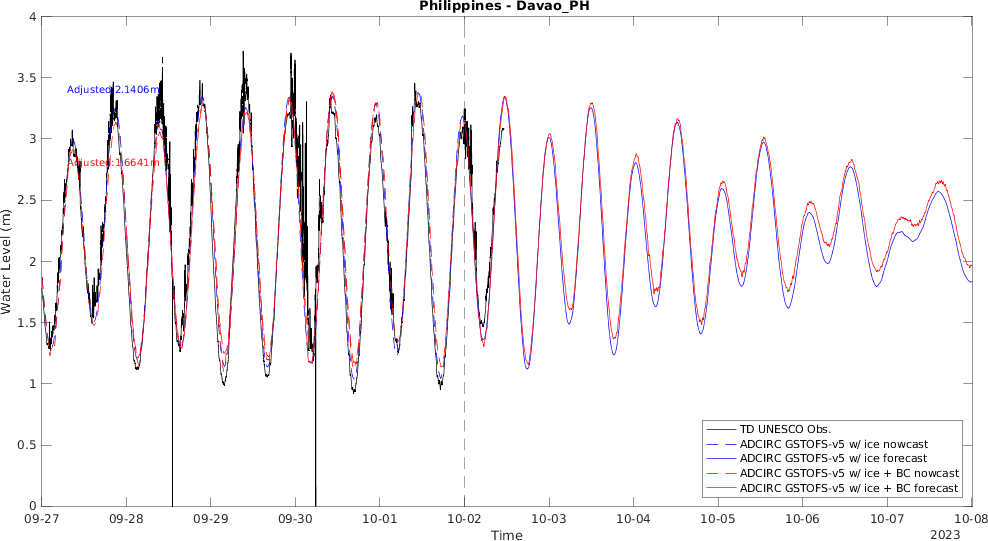 Philippines - Davao_PH
Water Level (m)
4
3.5
3
2.5
2
1.5
1
0.5
0
Adjusted:2.1406m
Adjusted:1.6641m
TD UNESCO Obs.
ADCIRC GSTOFS-v5 w/ ice nowcast
ADCIRC GSTOFS-v5 w/ ice forecast
ADCIRC GSTOFS-v5 w/ ice + BC nowcast
ADCIRC GSTOFS-v5 w/ ice + BC forecast
09-27 09-28 09-29 09-30 10-01 10-02 10-03 10-04 10-05 10-06 10-07 10-08
Time
2023